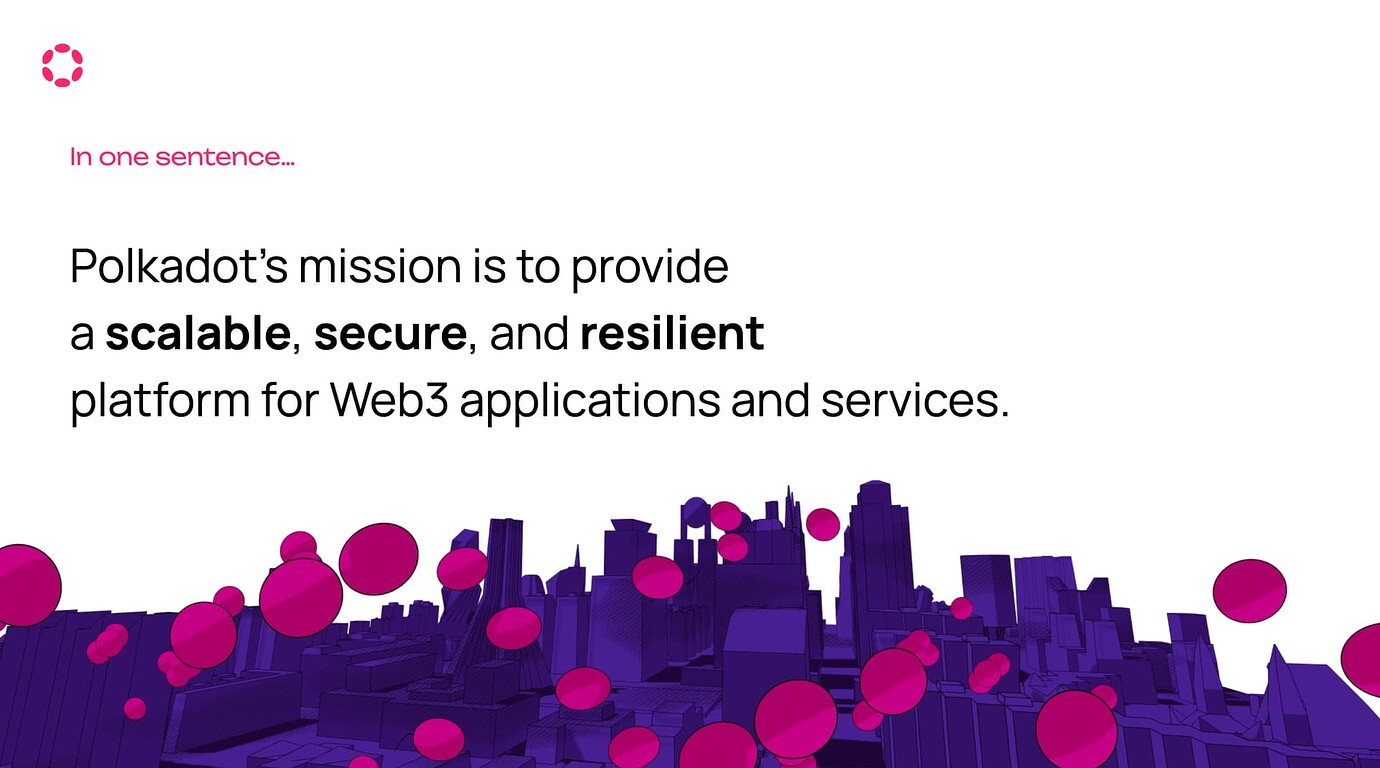 In one sentence...
Polkadot’s mission is to provide
a scalable, secure, and resilient
platform for Web3 applications and services.